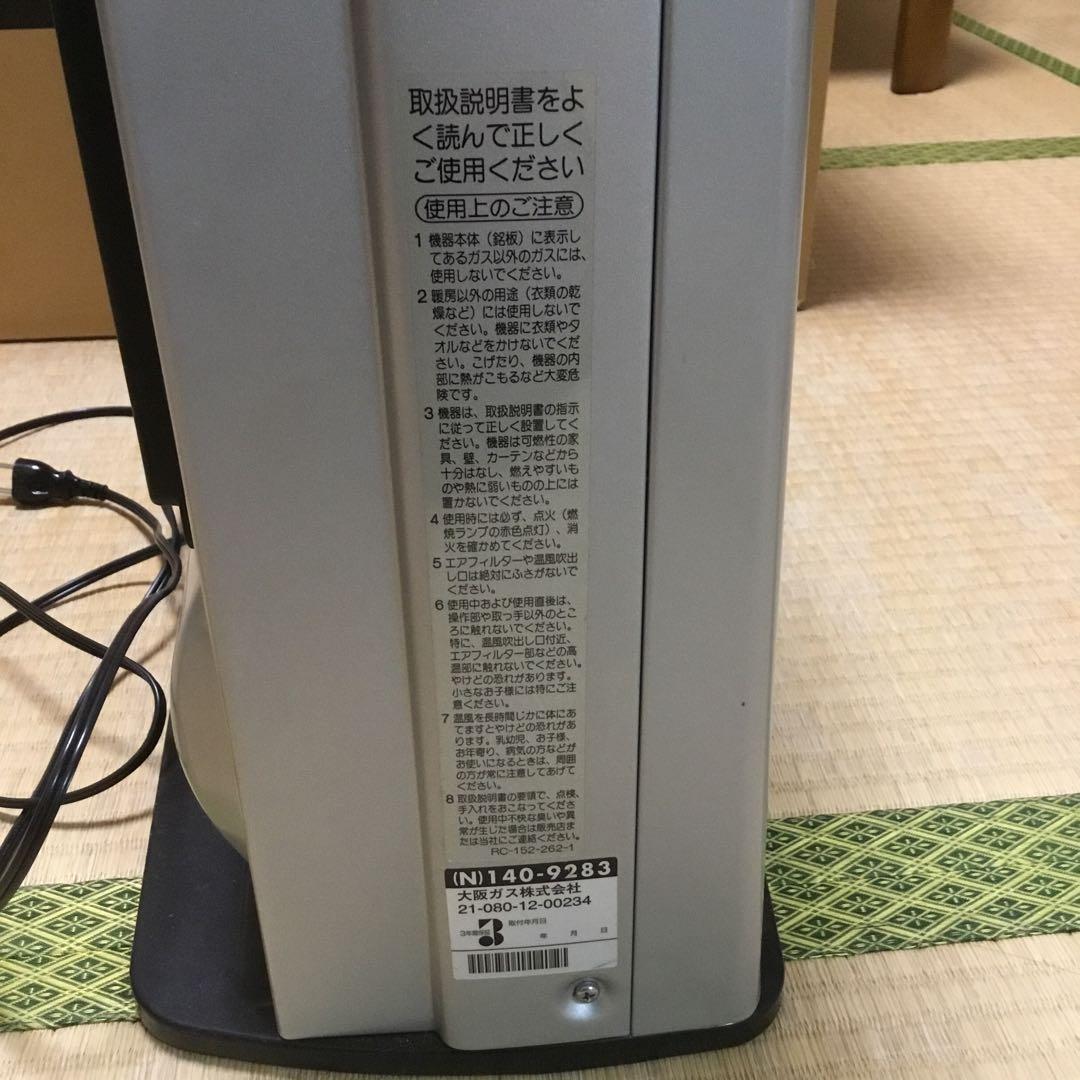 取扱説明書をよ
く読んで正しく
ご使用ください
使用上のご注意
1 機器本体（銘板）に表示し
てあるガス以外のガスには、
使用しないでください。
2 暖房以外の用途（衣類の乾
燥など）には使用しないで
ください。機器に衣類やタ
オルなどをかけないでくだ
さい。こげたり、機器の内
部に熱がこもるなど大変危
険です。
3 機器は、取扱説明書の指示
に従って正しく設置してく
ださい。機器は可燃性の家
具、壁、カーテンなどから
十分はなし、燃えやすいも
のや熱に弱いものの上には
置かないでください。
4 使用時には必ず、点火（燃
焼ランプの赤色点灯）、消
火を確かめてください。
5 エアフィルターや温風吹出
し口は絶対にふさがないで
ください。
6 使用中および使用直後は、
操作部や取っ手以外のとこ
ろに触れないでください。
特に、温風吹出し口付近、
エアフィルター部などの高
温部に触れないでください。
やけどの恐れがあります。
小さなお子様には特にご注
意ください。
7 温風を長時間じかに体にあ
てますとやけどの恐れがあ
ります。乳幼児、お子様、
お年寄り、病気の方などが
お使いになるときは、周囲
の方が常に注意してあげて
ください。
8 取扱説明書の要領で、点検、
手入れをおこなってくださ
い。使用中不快な臭いや異
常が生じた場合は販売店ま
たは当社にご連絡ください。
RC-152-262-1
(N)140-9283
大阪ガス株式会社
21-080-12-00234
3年間保証 3 取付年月日
年 月 日